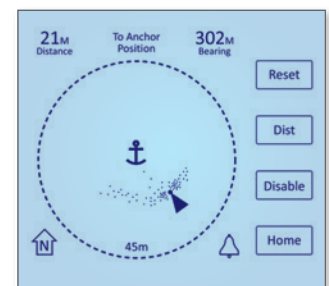 21M
Distance
To Anchor
Position
302M
Bearing
Reset
Dist
Disable
Home
N
45m